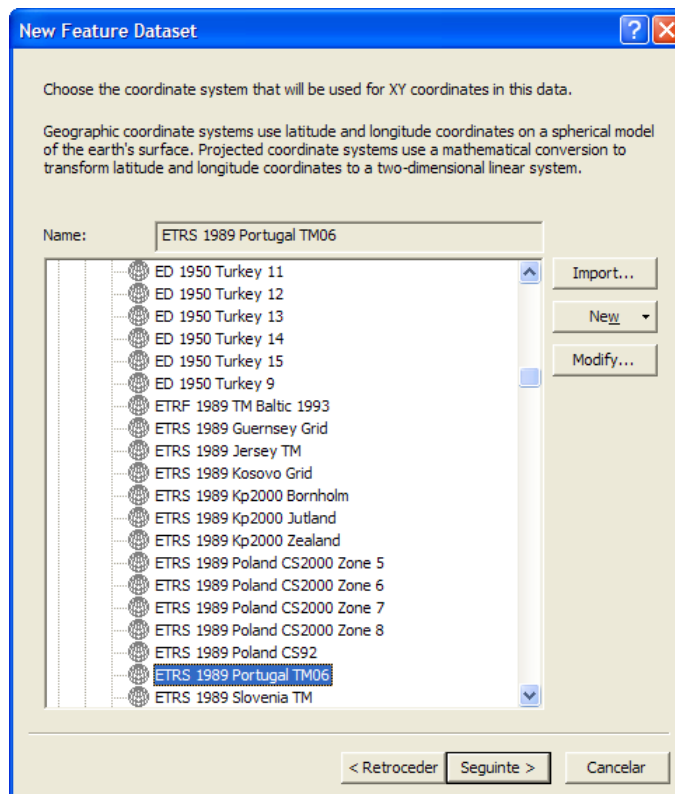 New Feature Dataset
Choose the coordinate system that will be used for XY coordinates in this data.
Geographic coordinate systems use latitude and longitude coordinates on a spherical model
of the earth's surface. Projected coordinate systems use a mathematical conversion to
transform latitude and longitude coordinates to a two-dimensional linear system.
Name: ETRS 1989 Portugal TM06
ED 1950 Turkey 11
Import...
ED 1950 Turkey 12
ED 1950 Turkey 13
New
ED 1950 Turkey 14
ED 1950 Turkey 15
Modify...
ED 1950 Turkey 9
ETRF 1989 TM Baltic 1993
ETRS 1989 Guernsey Grid
ETRS 1989 Jersey TM
ETRS 1989 Kosovo Grid
ETRS 1989 Kp2000 Bornholm
ETRS 1989 Kp2000 Jutland
ETRS 1989 Kp2000 Zealand
ETRS 1989 Poland CS2000 Zone 5
ETRS 1989 Poland CS2000 Zone 6
ETRS 1989 Poland CS2000 Zone 7
ETRS 1989 Poland CS2000 Zone 8
ETRS 1989 Poland CS92
ETRS 1989 Portugal TM06
ETRS 1989 Slovenia TM
< Retroceder Seguinte > Cancelar